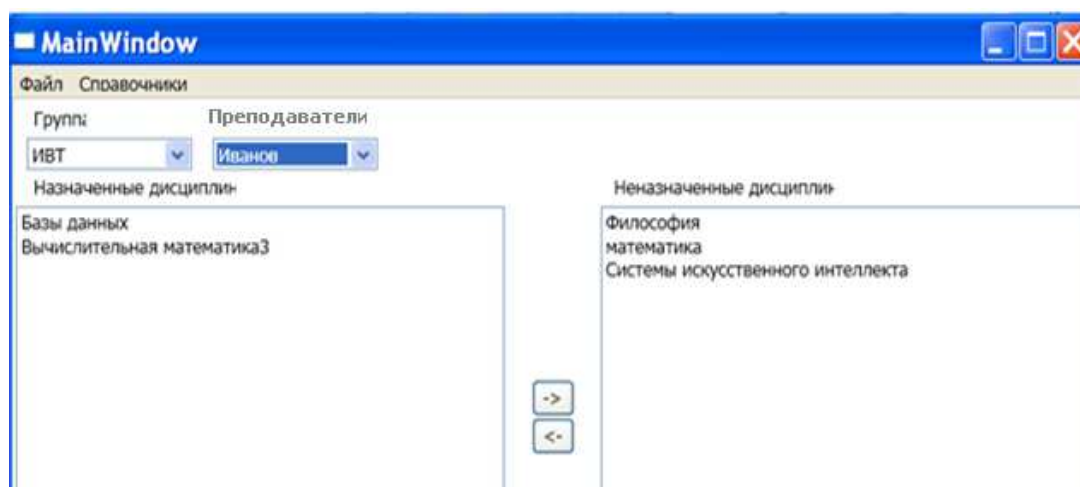 MainWindow
Файл Справочники
Групп
Преподаватели
ИВТ
Иванов
Назначенные дисциплин
Неназначенные дисциплин
Базы данных
Вычислительная математика3
Философия
математика
Системы искусственного интеллекта
->
<-